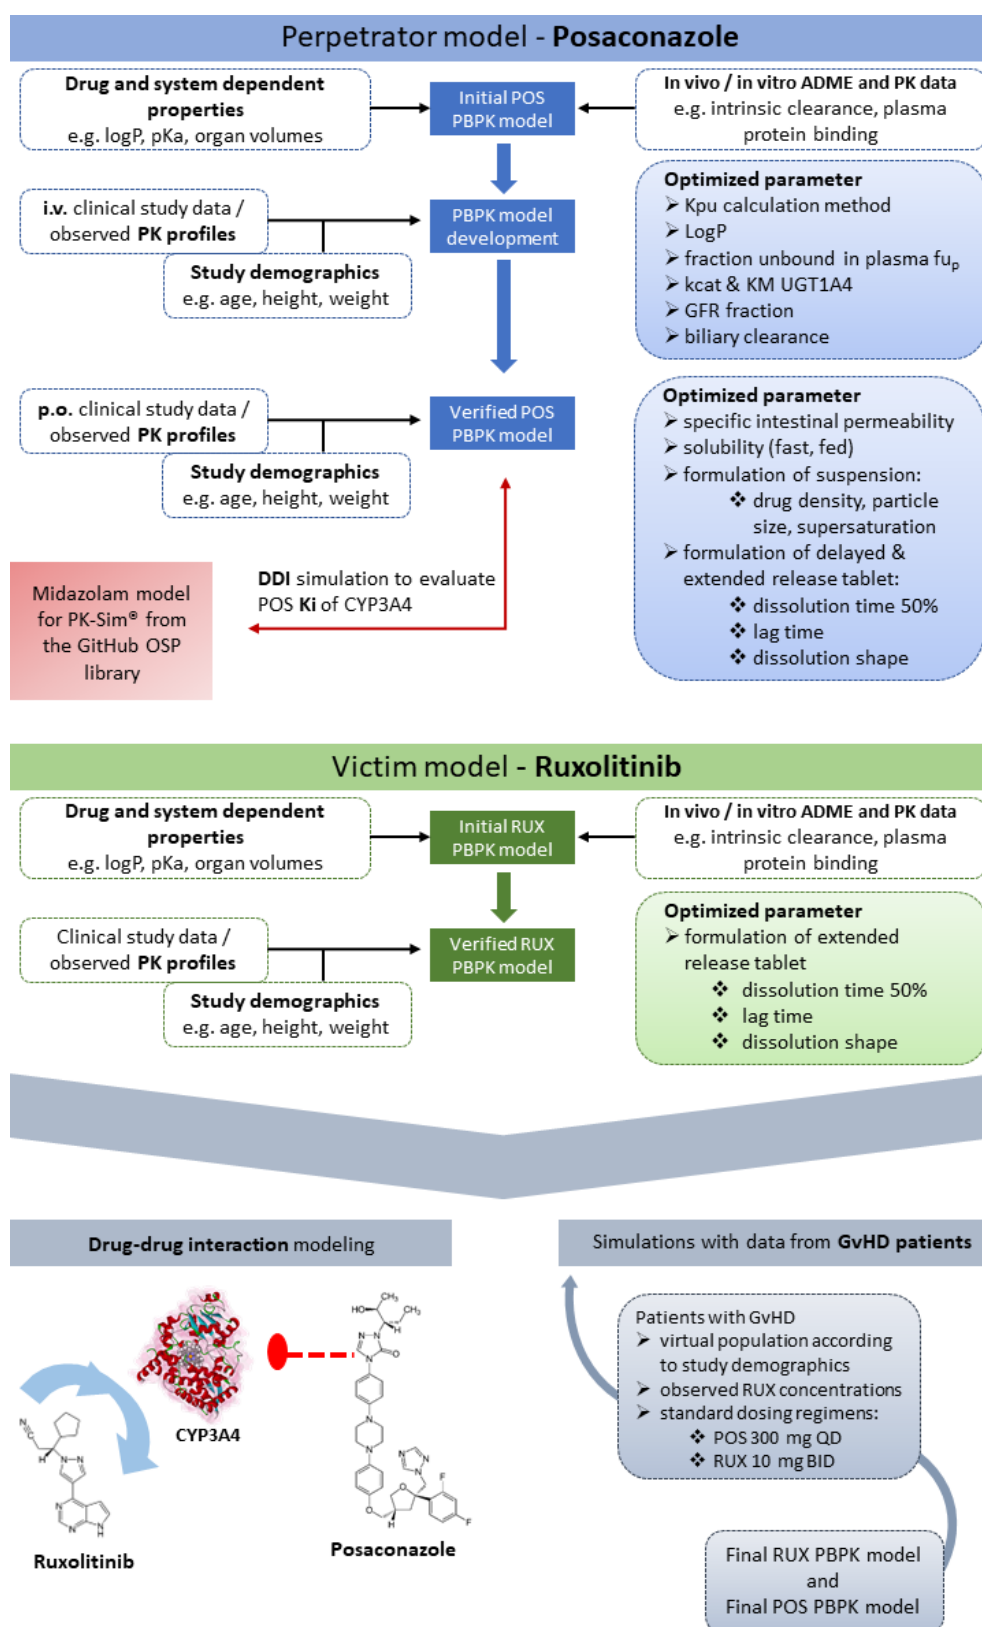 Perpetrator model - Posaconazole
Drug and system dependent
properties
e.g. logP, pKa, organ volumes
Initial POS
PBPK model
In vivo / in vitro ADME and PK data
e.g. intrinsic clearance, plasma
protein binding
i.v. clinical study data /
observed PK profiles
Study demographics
e.g. age, height, weight
PBPK model
development
Optimized parameter
➢ Kpu calculation method
➢ LogP
➢ fraction unbound in plasma fup
➢ kcat & KM UGT1A4
➢ GFR fraction
➢ biliary clearance
p.o. clinical study data /
observed PK profiles
Study demographics
e.g. age, height, weight
Verified POS
PBPK model
Optimized parameter
➢ specific intestinal permeability
➢ solubility (fast, fed)
➢ formulation of suspension:
❖ drug density, particle
size, supersaturation
➢ formulation of delayed &
extended release tablet:
❖ dissolution time 50%
❖ lag time
❖ dissolution shape
Midazolam model
for PK-Sim® from
the GitHub OSP
library
DDI simulation to evaluate
POS Ki of CYP3A4
Victim model - Ruxolitinib
Drug and system dependent
properties
e.g. logP, pKa, organ volumes
Initial RUX
PBPK model
In vivo / in vitro ADME and PK data
e.g. intrinsic clearance, plasma
protein binding
Clinical study data /
observed PK profiles
Study demographics
e.g. age, height, weight
Verified RUX
PBPK model
Optimized parameter
➢ formulation of extended
release tablet
❖ dissolution time 50%
❖ lag time
❖ dissolution shape
Drug-drug interaction modeling
CYP3A4
Ruxolitinib
Posaconazole
Simulations with data from GvHD patients
Patients with GvHD
➢ virtual population according
to study demographics
➢ observed RUX concentrations
➢ standard dosing regimens:
❖ POS 300 mg QD
❖ RUX 10 mg BID
Final RUX PBPK model
and
Final POS PBPK model